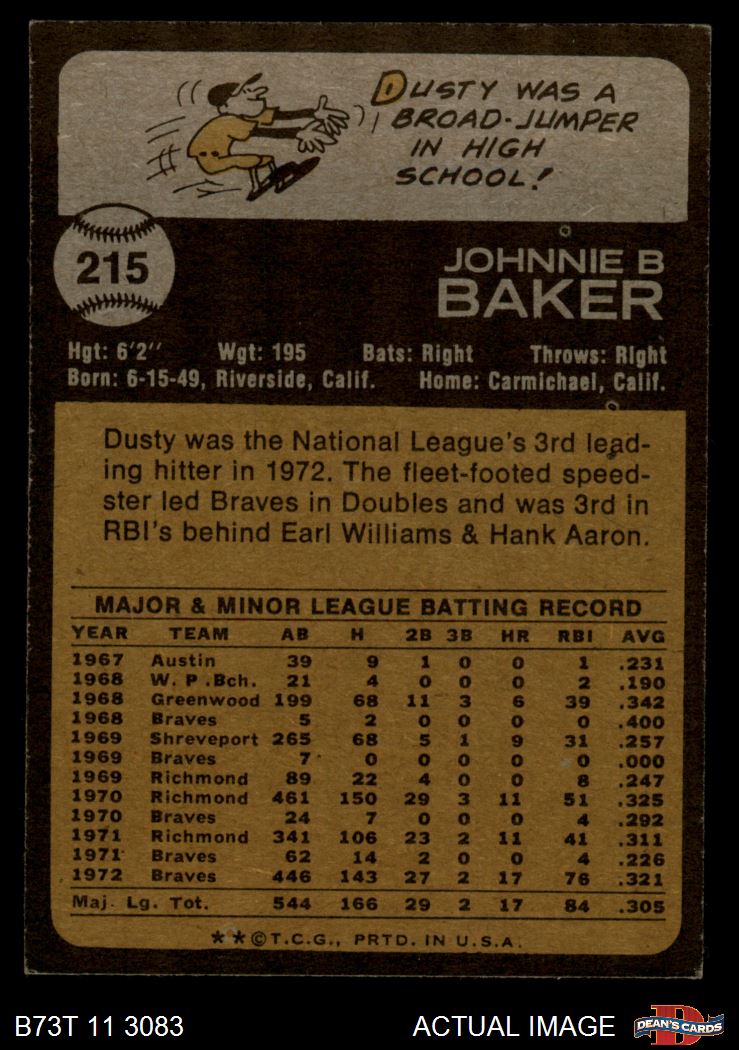 DUSTY WAS A
BROAD-JUMPER
IN HIGH
SCHOOL!
215
JOHNNIE B
BAKER
Hgt: 6'2" Wgt: 195 Bats: Right Throws: Right
Born: 6-15-49, Riverside, Calif. Home: Carmichael, Calif.
Dusty was the National League's 3rd lead-
ing hitter in 1972. The fleet-footed speed-
ster led Braves in Doubles and was 3rd in
RBI's behind Earl Williams & Hank Aaron.
MAJOR & MINOR LEAGUE BATTING RECORD
YEAR TEAM AB H 2B 3B HR RBI AVG
1967 Austin 39 9 1 0 0 1 .231
1968 W. P .Bch. 21 4 0 0 0 2 .190
1968 Greenwood 199 68 11 3 6 39 .342
1968 Braves 5 2 0 0 0 0 .400
1969 Shreveport 265 68 5 1 9 31 .257
1969 Braves 7 0 0 0 0 0 .000
1969 Richmond 89 22 4 0 0 8 .247
1970 Richmond 461 150 29 3 11 51 .325
1970 Braves 24 7 0 0 0 4 .292
1971 Richmond 341 106 23 2 11 41 .311
1971 Braves 62 14 2 0 0 4 .226
1972 Braves 446 143 27 2 17 76 .321
Maj. Lg. Tot. 544 166 29 2 17 84 .305
**©T.C.G., PRTD. IN U.S.A.
B73T 11 3083 ACTUAL IMAGE DEAN'S CARDS